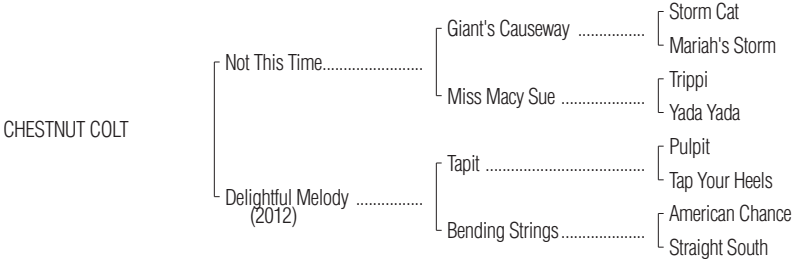 Storm Cat
Giant's Causeway ................
Mariah's Storm
Not This Time........................
Trippi
Miss Macy Sue ....................
Yada Yada
CHESTNUT COLT
Pulpit
Tapit ......................................
Tap Your Heels
Delightful Melody ................
(2012)
American Chance
Bending Strings....................
Straight South